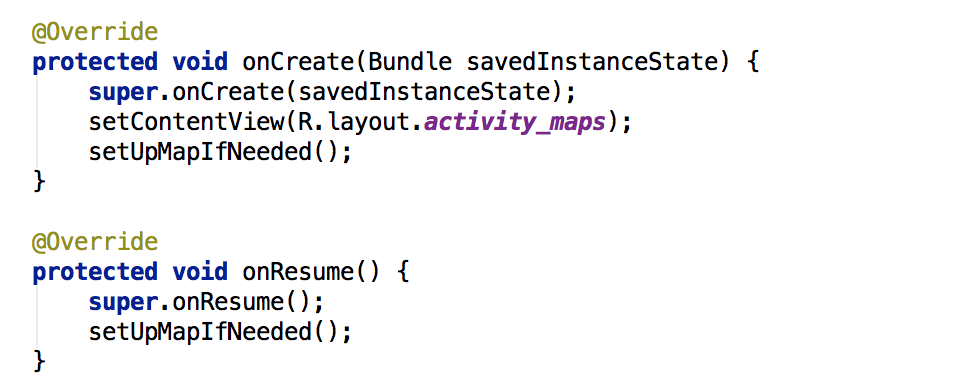 @Override
protected void onCreate(Bundle savedInstanceState) {
    super.onCreate(savedInstanceState);
    setContentView(R.layout.activity_maps);
    setUpMapIfNeeded();
}

@Override
protected void onResume() {
    super.onResume();
    setUpMapIfNeeded();
}